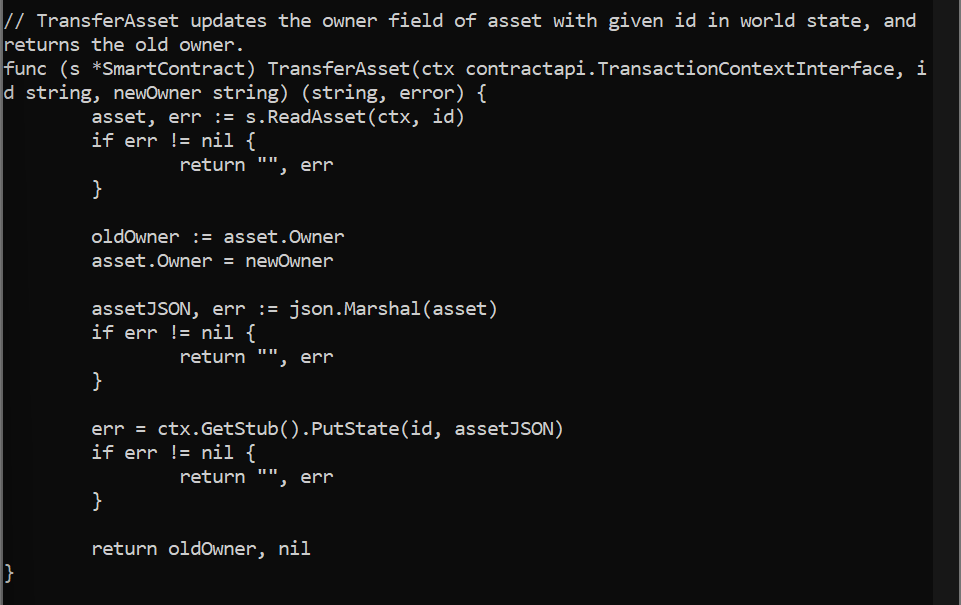 // TransferAsset updates the owner field of asset with given id in world state, and
returns the old owner.
func (s *SmartContract) TransferAsset(ctx contractapi.TransactionContextInterface, i
d string, newOwner string) (string, error) {
        asset, err := s.ReadAsset(ctx, id)
        if err != nil {
                return "", err
        }

        oldOwner := asset.Owner
        asset.Owner = newOwner

        assetJSON, err := json.Marshal(asset)
        if err != nil {
                return "", err
        }

        err = ctx.GetStub().PutState(id, assetJSON)
        if err != nil {
                return "", err
        }

        return oldOwner, nil
}